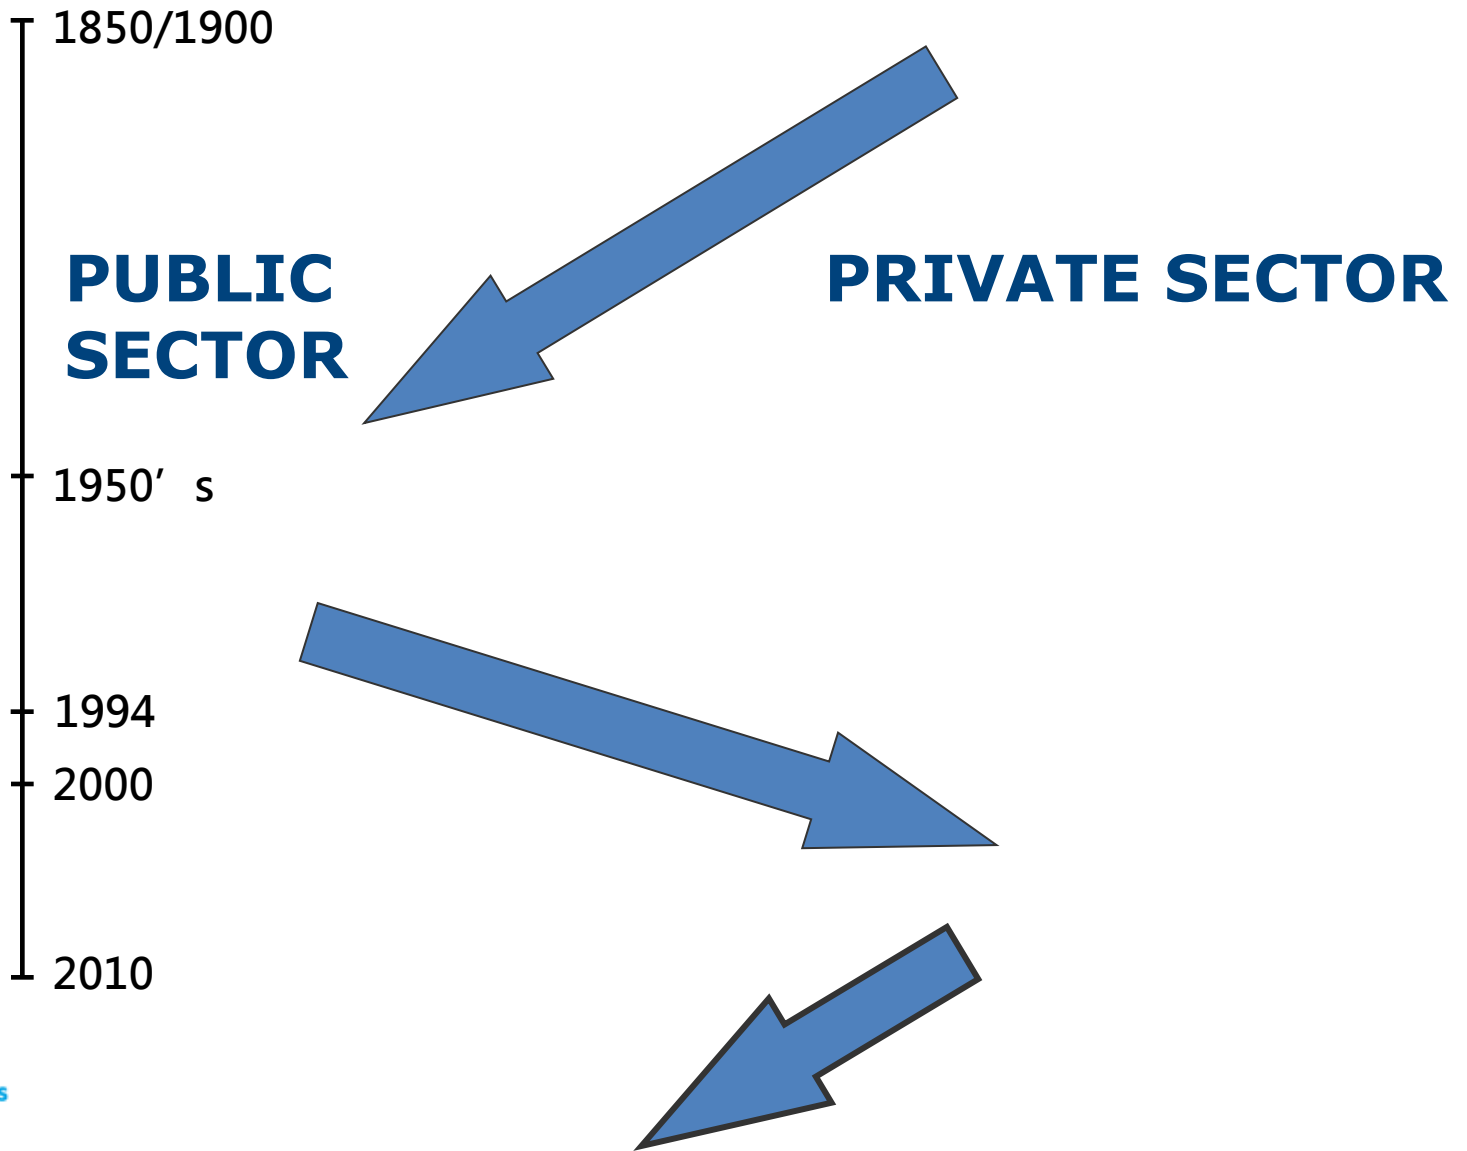 1850/1900
PUBLIC
SECTOR
PRIVATE SECTOR
1950’ s
1994
2000
2010
s